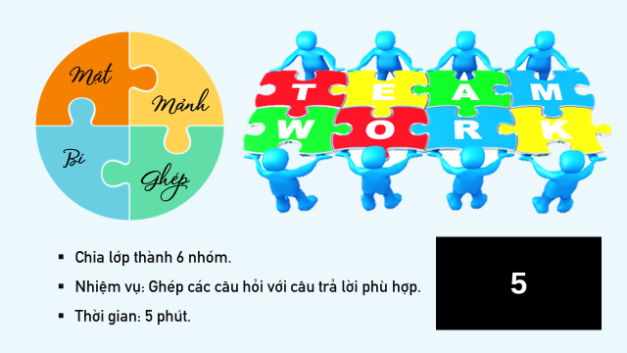 Mật
Mảnh
Bí
Ghép
TEAM
WORK
▪ Chia lớp thành 6 nhóm.
▪ Nhiệm vụ: Ghép các câu hỏi với câu trả lời phù hợp.
▪ Thời gian: 5 phút.
5